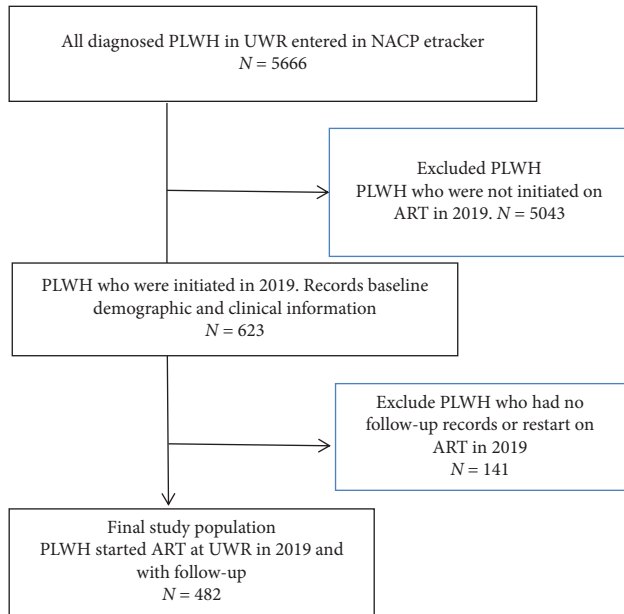 All diagnosed PLWH in UWR entered in NACP etracker
N = 5666
Excluded PLWH
PLWH who were not initiated on
ART in 2019. N = 5043
PLWH who were initiated in 2019. Records baseline
demographic and clinical information
N = 623
Exclude PLWH who had no
follow-up records or restart on
ART in 2019
N = 141
Final study population
PLWH started ART at UWR in 2019 and
with follow-up
N = 482